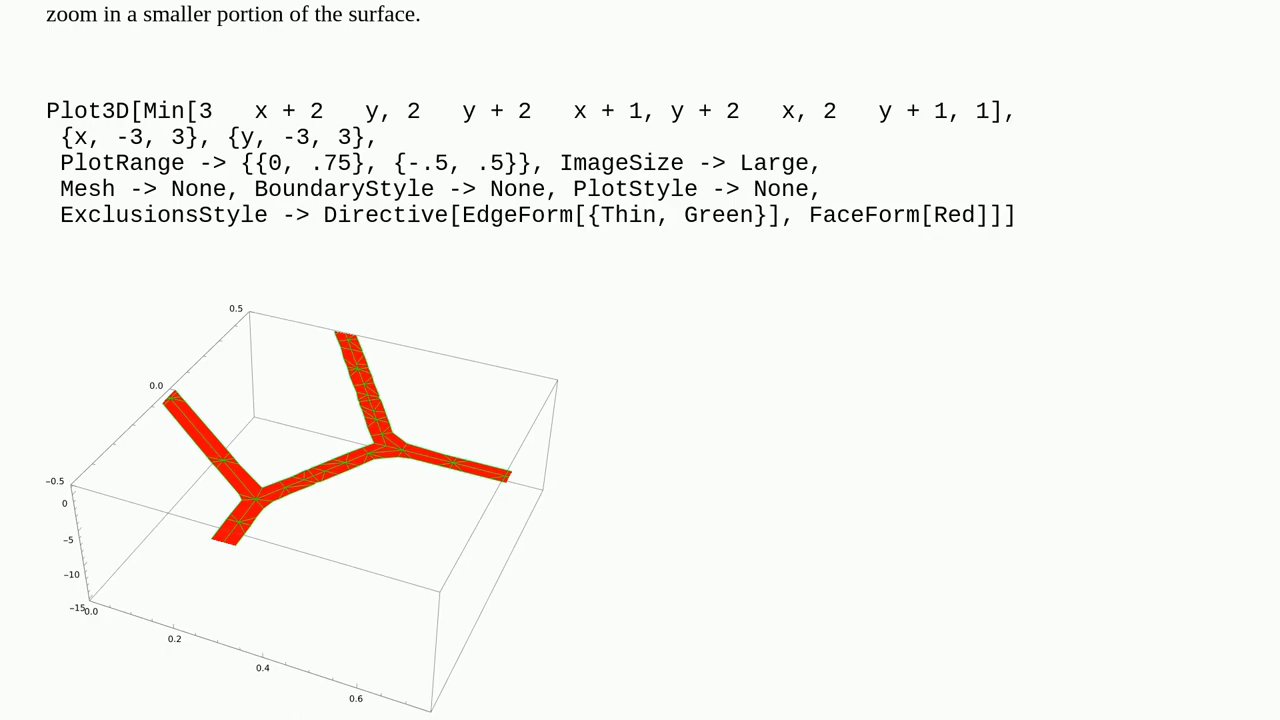 zoom in a smaller portion of the surface.
Plot3D[Min[3   x + 2   y, 2   y + 2   x + 1, y + 2   x, 2   y + 1, 1],
{x, -3, 3}, {y, -3, 3},
PlotRange -> {{0, .75}, {-.5, .5}}, ImageSize -> Large,
Mesh -> None, BoundaryStyle -> None, PlotStyle -> None,
ExclusionsStyle -> Directive[EdgeForm[{Thin, Green}], FaceForm[Red]]]
0.5
0.0
−0.5
0
−5
−10
−15
0.0
0.2
0.4
0.6